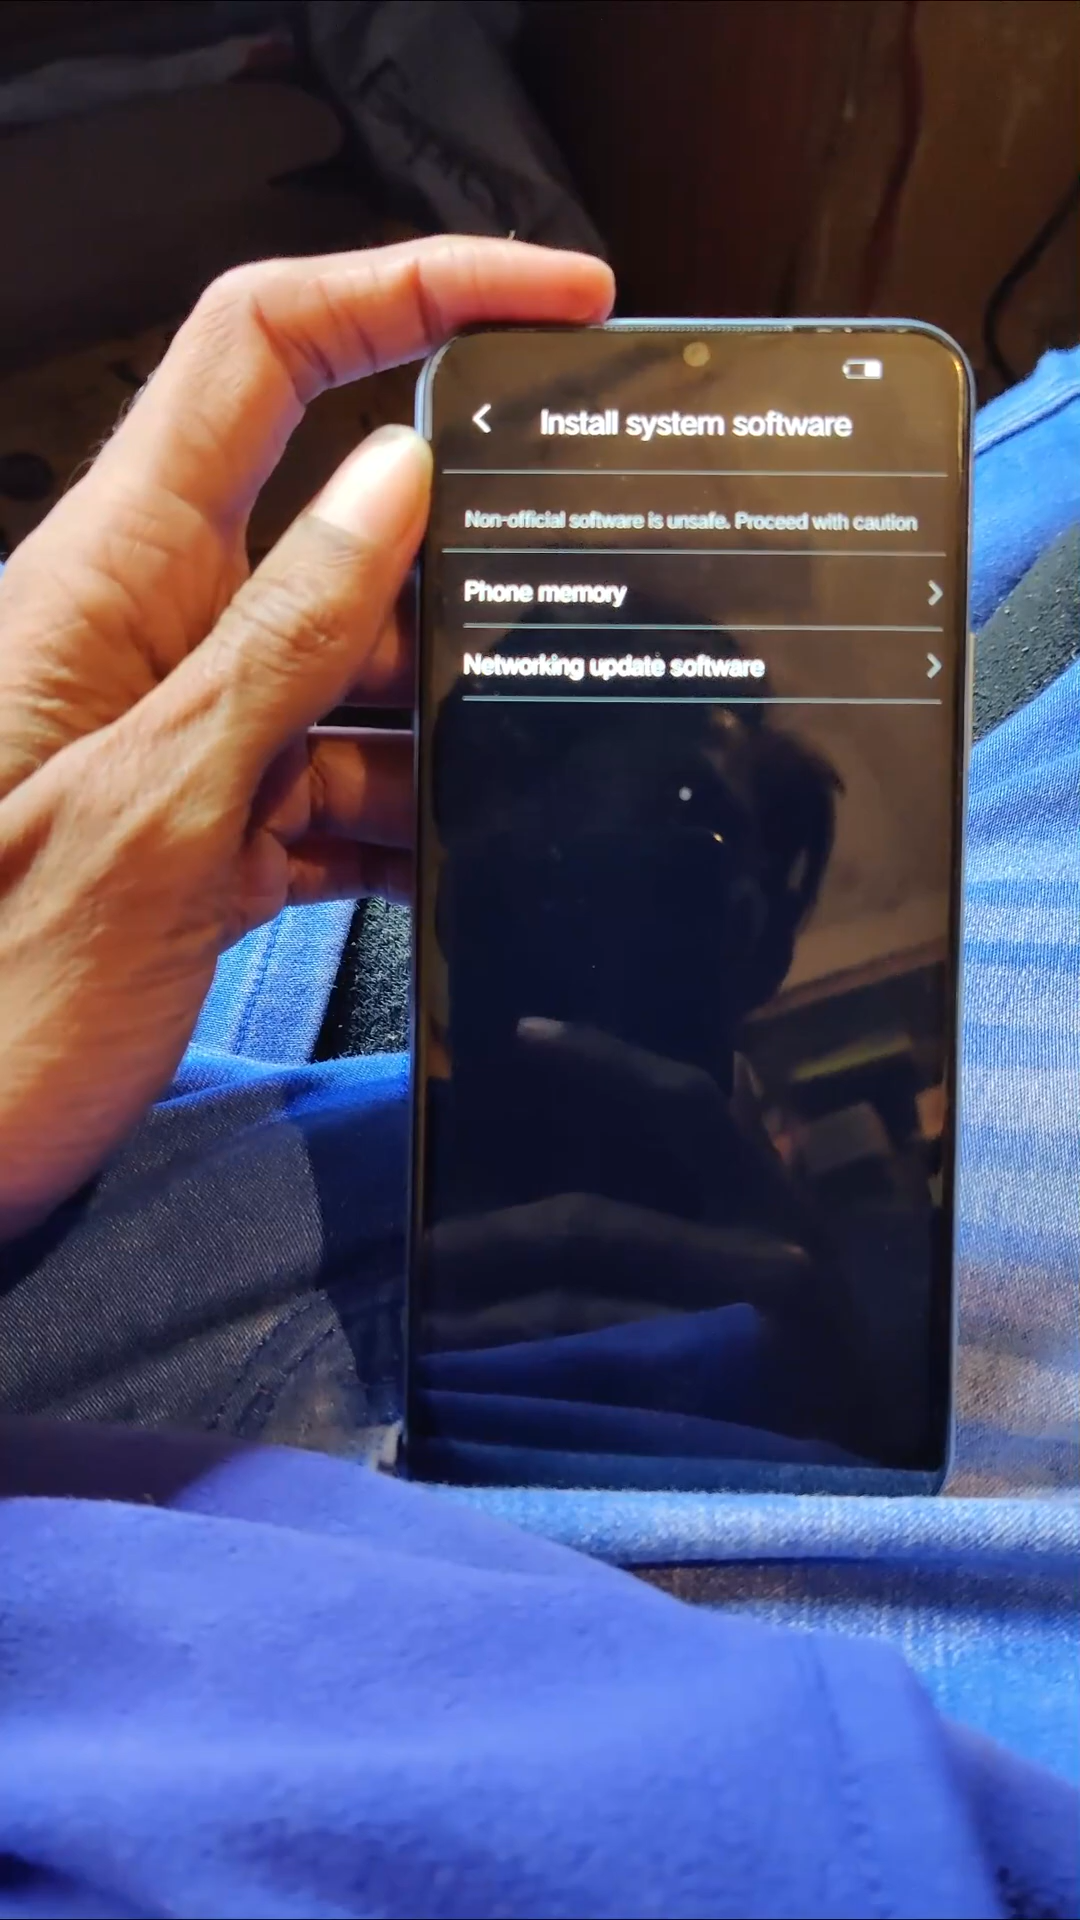 Install system software
Non-official software is unsafe. Proceed with caution
Phone memory
Networking update software